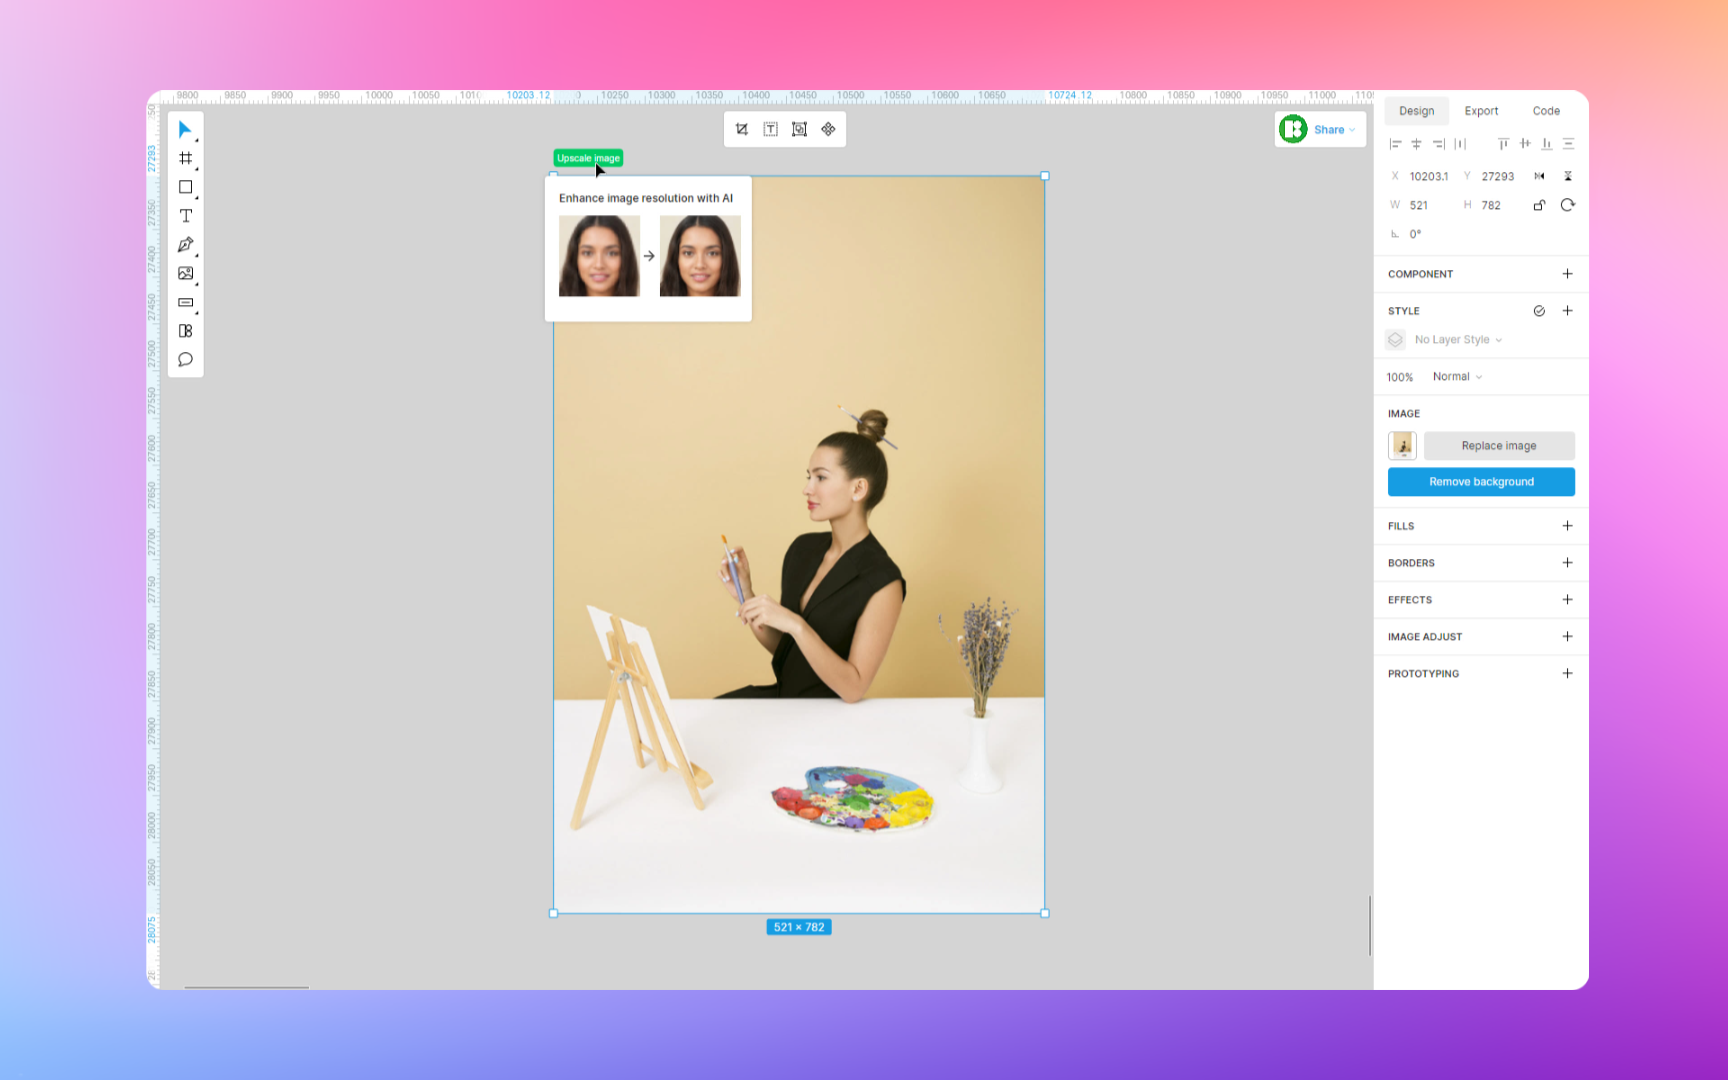 9800 9850 9900 9950 10000 10050 10203.12 10250 10300 10350 10400 10450 10500 10550 10600 10650 10724.12 10800 10850 10900 10950 11000
Design Export Code
Share
Upscale image
Enhance image resolution with AI
X 10203.1 Y 27293
W 521 H 782
0°
COMPONENT
STYLE
No Layer Style
100% Normal
IMAGE
Replace image
Remove background
FILLS
BORDERS
EFFECTS
IMAGE ADJUST
PROTOTYPING
521 × 782
27293
27350
27400
27450
27500
27550
27600
27650
27700
27750
27800
27850
27900
27950
28000
28050
28075